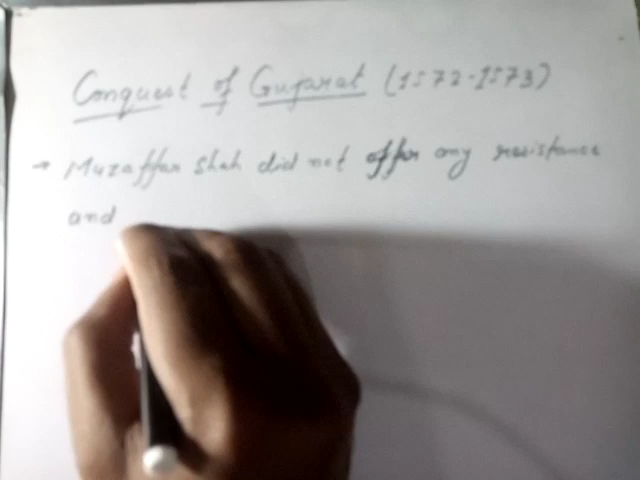 Conquest of Gujarat (1572-1573)
→ Muzaffar Shah did not offer any resistance
and